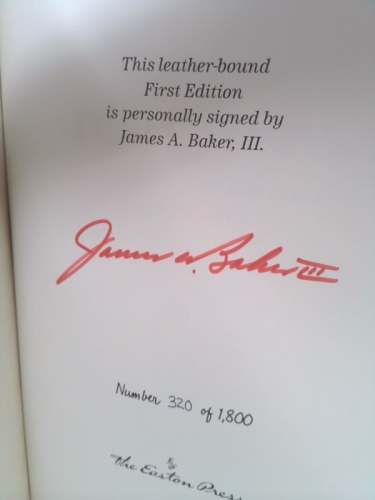 This leather-bound
First Edition
is personally signed by
James A. Baker, III.
James A. Baker III
Number 320 of 1,800
The Easton Press